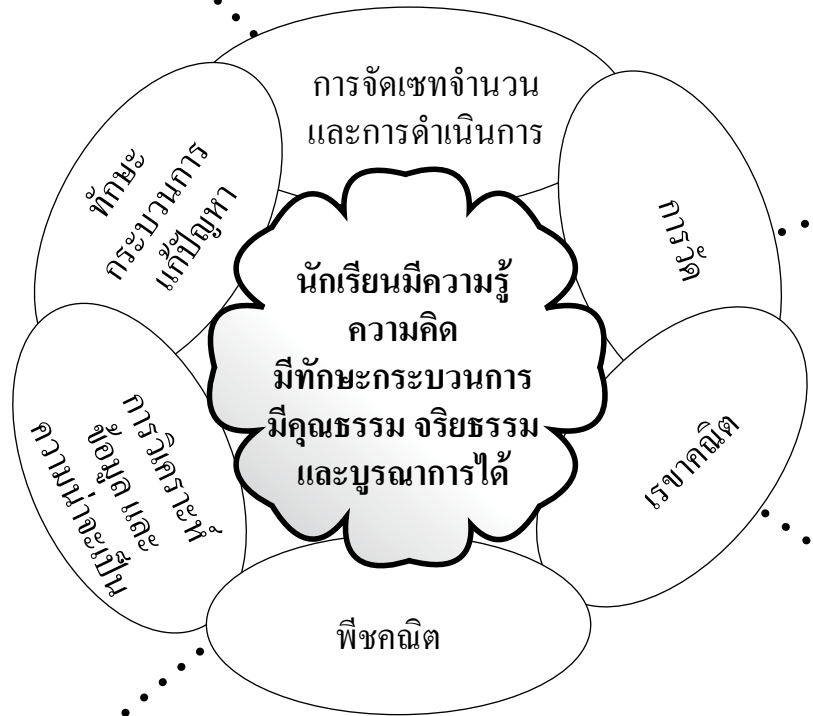 การจัดเซทจำนวน
และการดำเนินการ
ทักษะ
กระบวนการ
แก้ปัญหา
การวัด
นักเรียนมีความรู้
ความคิด
มีทักษะกระบวนการ
มีคุณธรรม จริยธรรม
และบูรณาการได้
การวิเคราะห์
ข้อมูล และ
ความน่าจะเป็น
เรขาคณิต
พีชคณิต